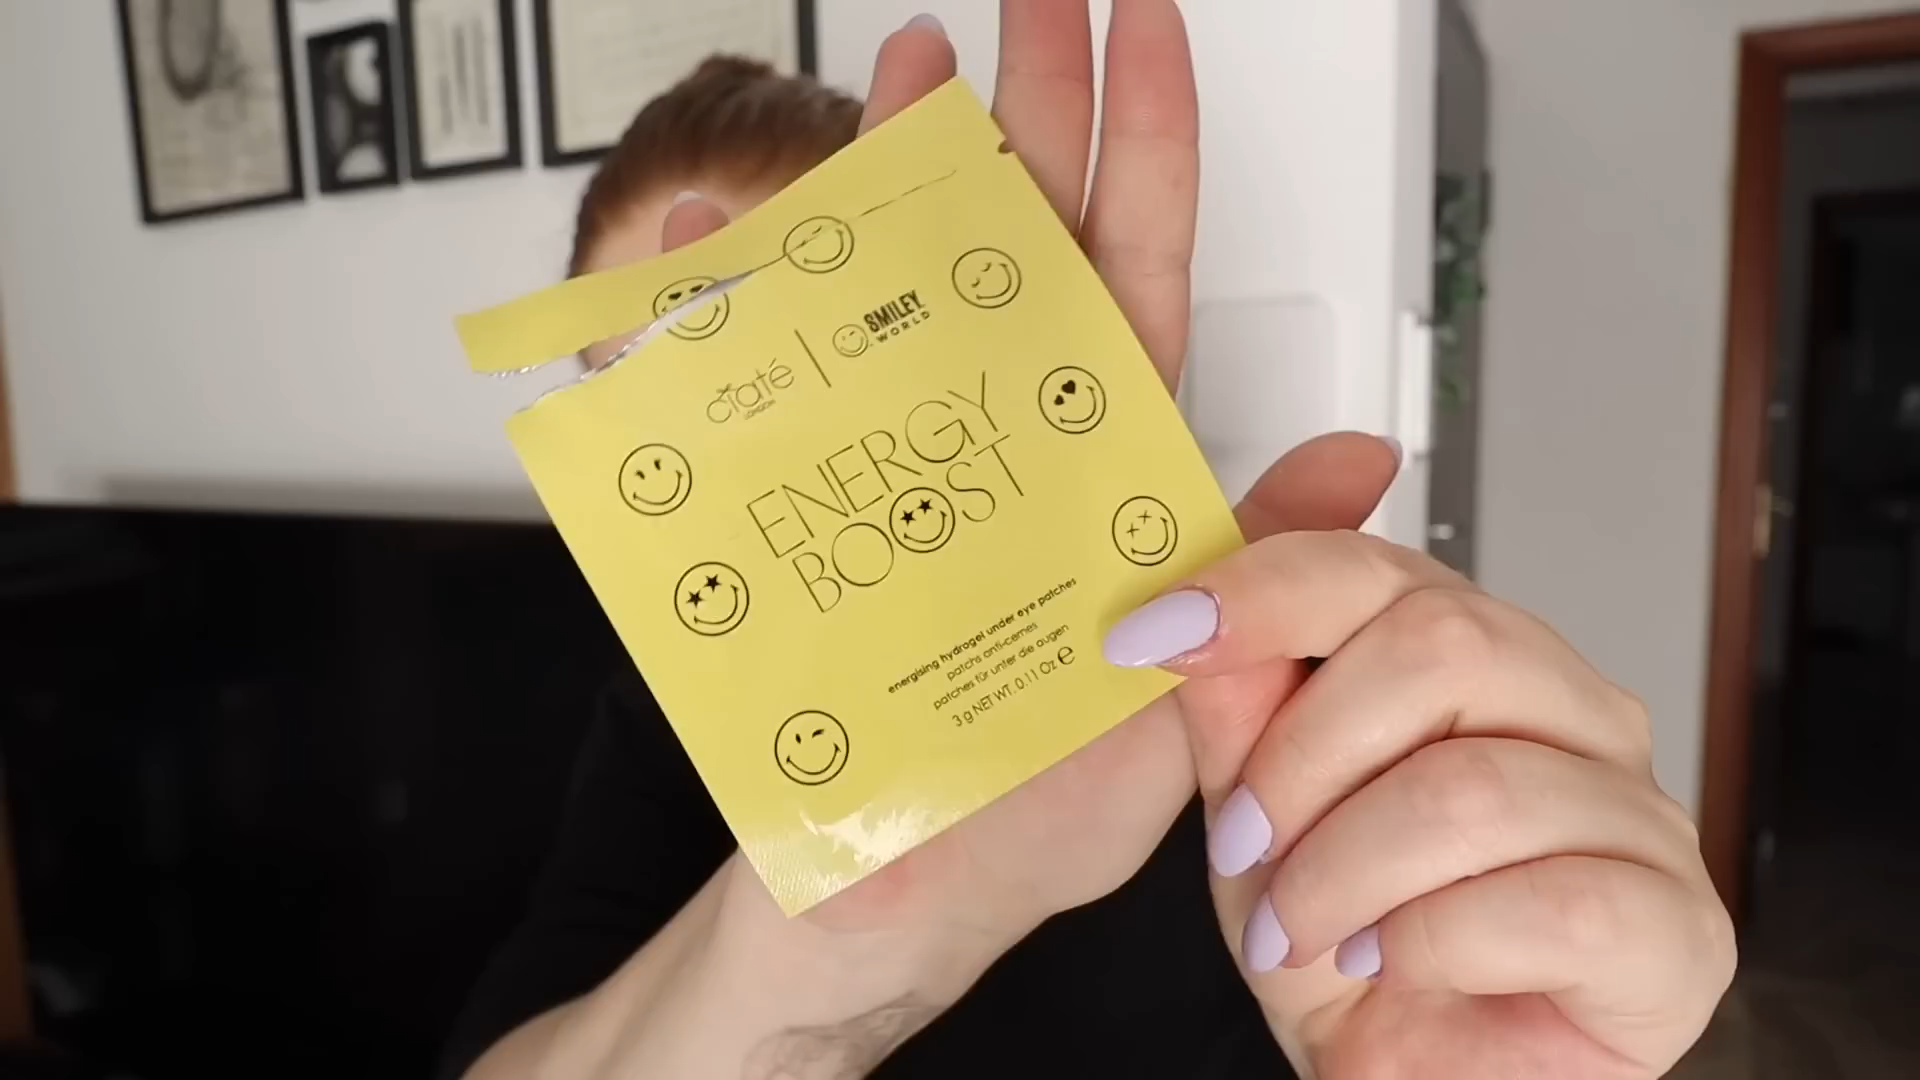 ciaté
LONDON
SMILEY
WORLD
ENERGY
BOOST
energising hydrogel under eye patches
patchs anti-cernes
patches für unter die augen
3 g NET WT. 0.11 Oz ℮